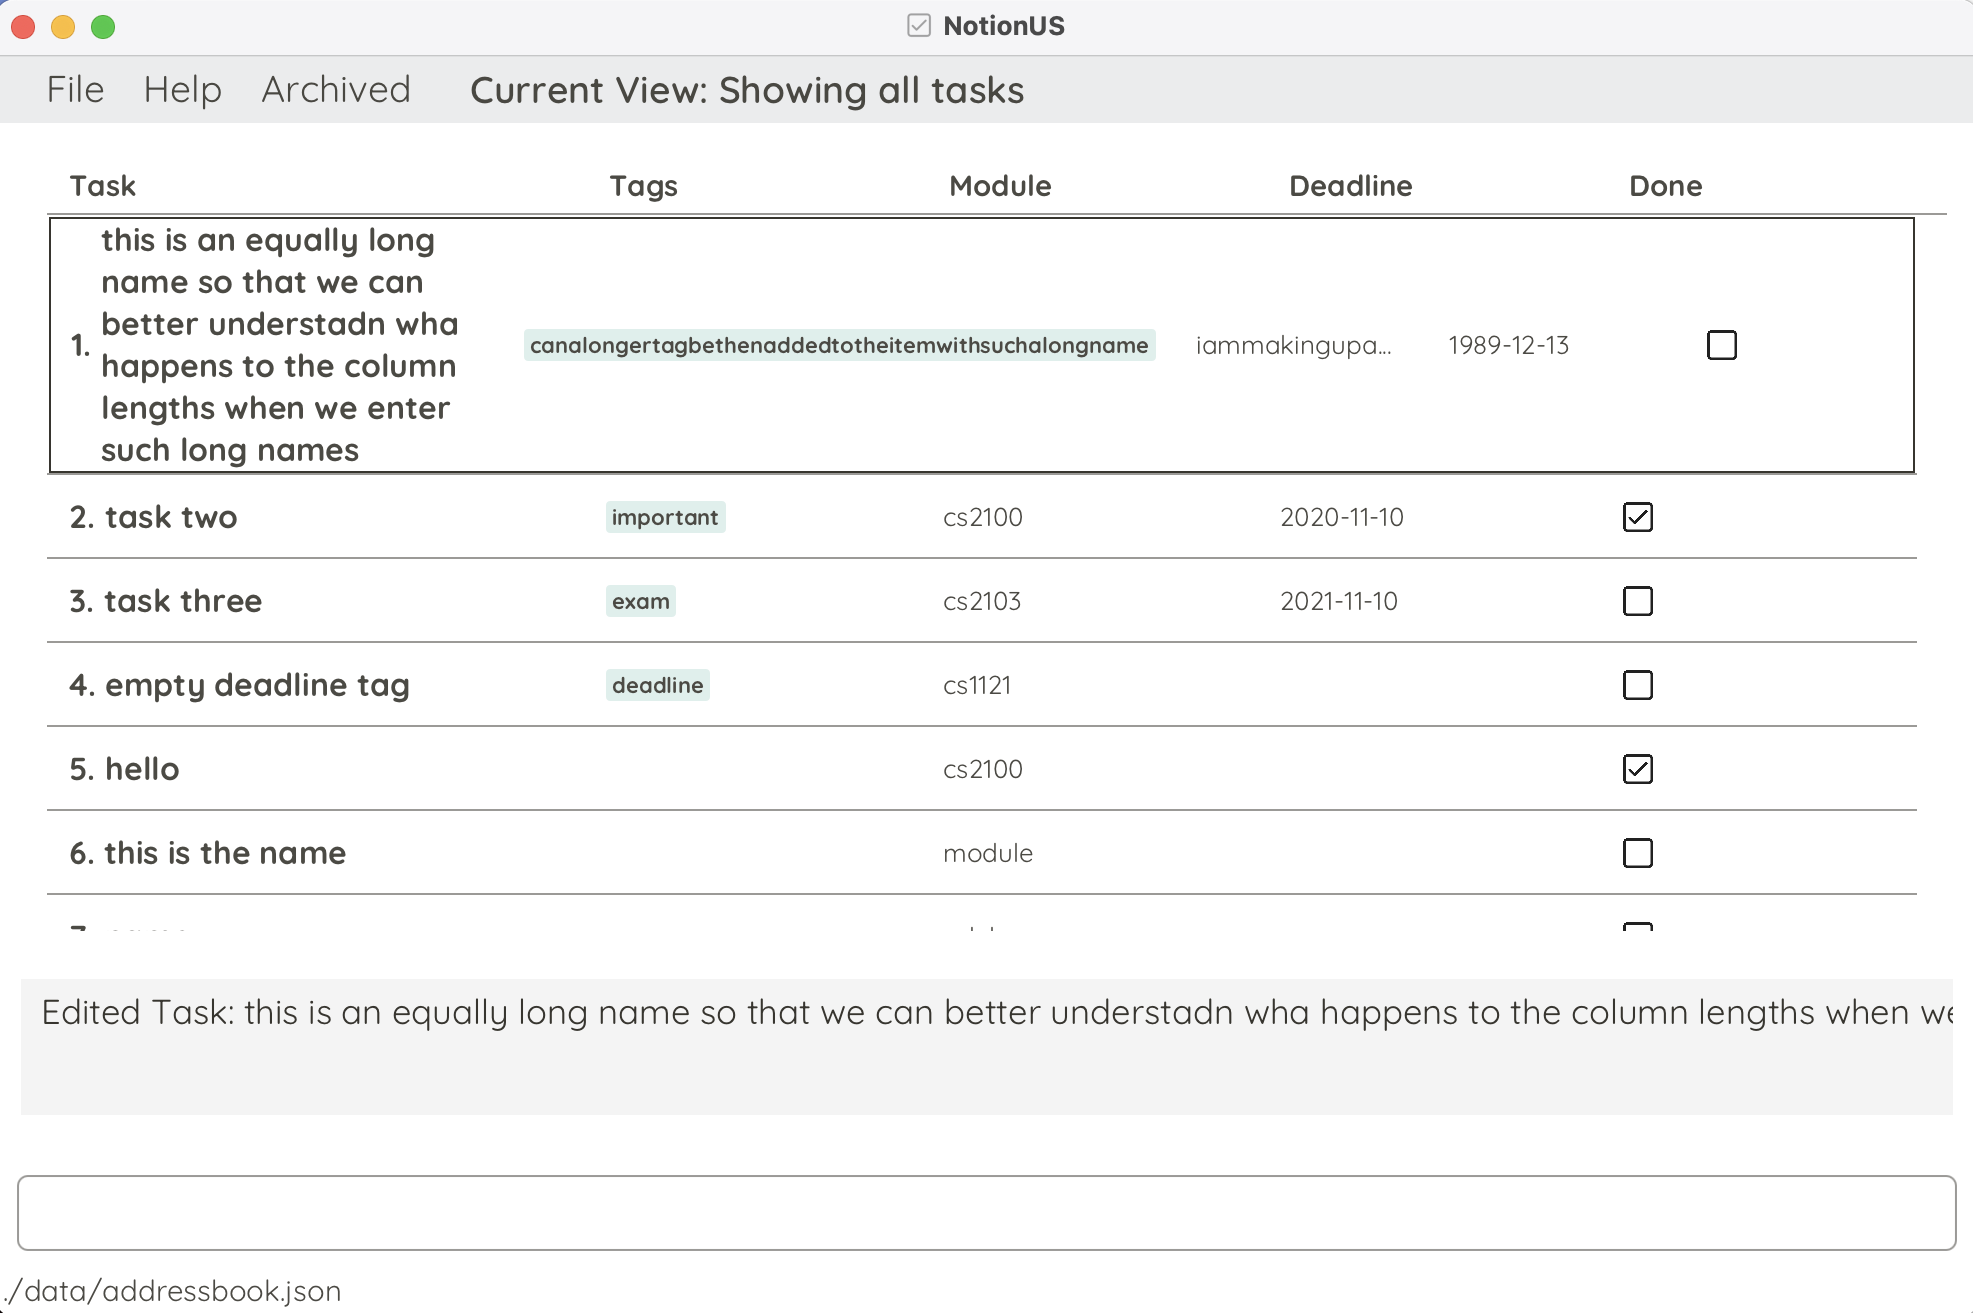 NotionUS
File Help Archived Current View: Showing all tasks
Task Tags Module Deadline Done
1. this is an equally long
name so that we can
better understadn wha
happens to the column
lengths when we enter
such long names
canalongertagbethenaddedtotheitemwithsuchalongname iammakingupa... 1989-12-13
2. task two important cs2100 2020-11-10
3. task three exam cs2103 2021-11-10
4. empty deadline tag deadline cs1121
5. hello cs2100
6. this is the name module
Edited Task: this is an equally long name so that we can better understadn wha happens to the column lengths when we
./data/addressbook.json